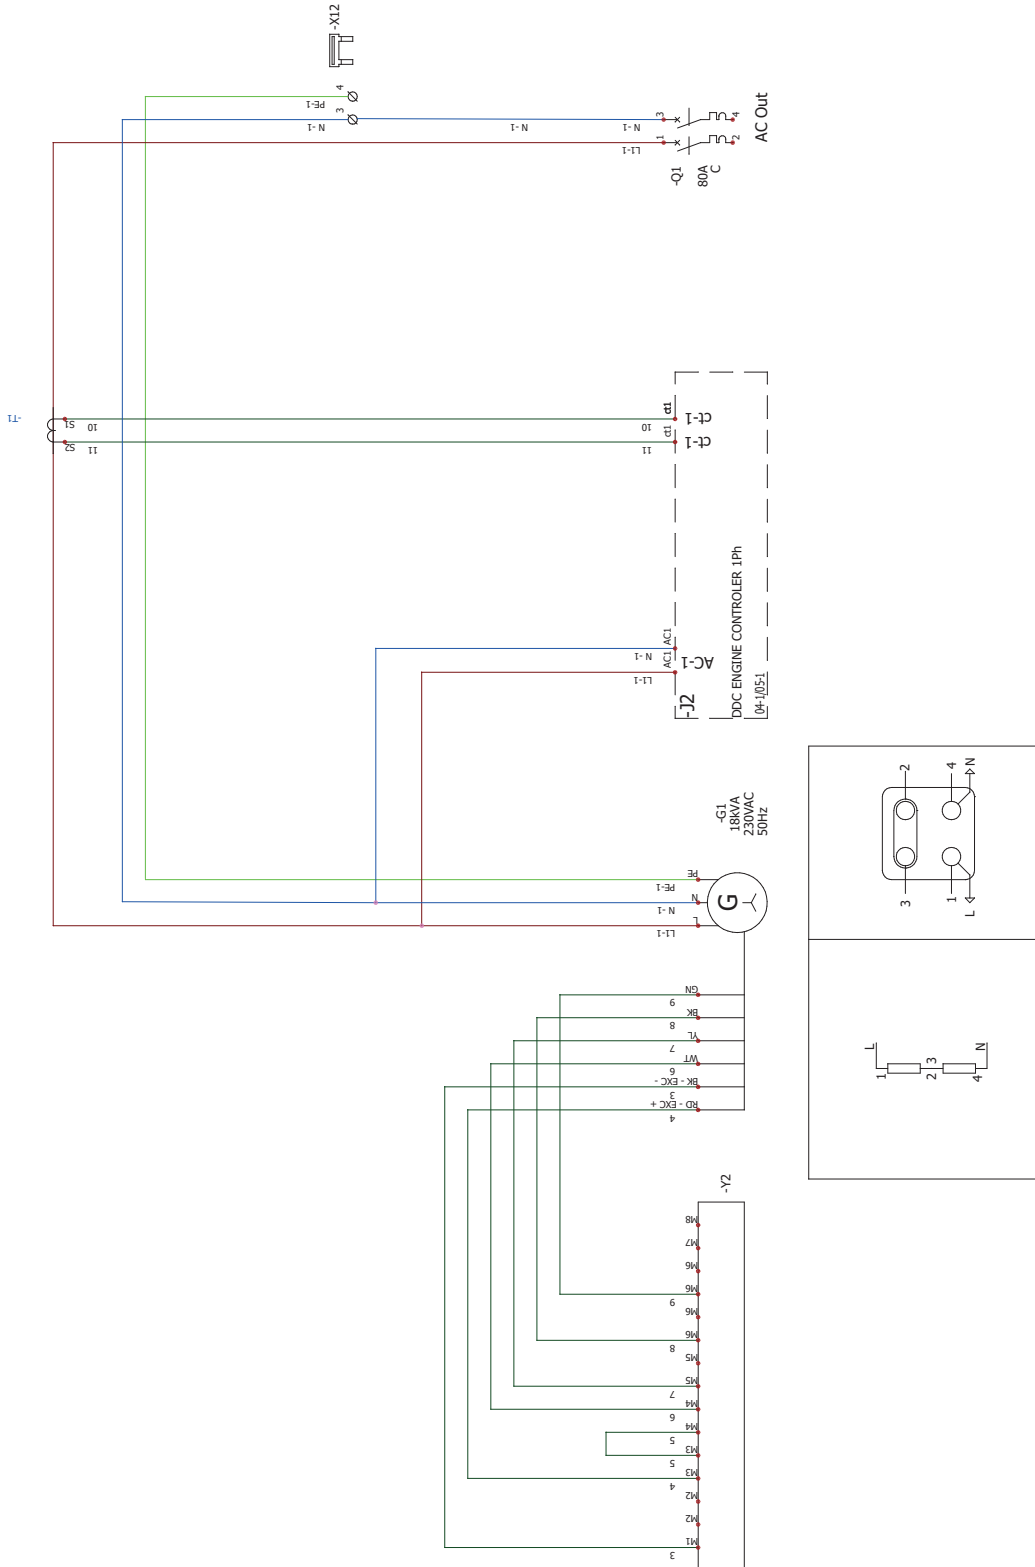 -X12
4
PE-1
3
N -1
N -1
N -1
3
4
L1-1
1
2
AC Out
-Q1
80A
C
-T1
S1
10
10
ct1
ct-1
S2
11
11
ct1
ct-1
DDC ENGINE CONTROLER 1Ph
04-1/05-1
N -1
AC1
L1-1
AC1
AC-1
-J2
-G1
18kVA
230VAC
50Hz
PE
PE-1
N
N -1
L
L1-1
G
2
4
N
3
1
L
GN
9
BK
8
YL
7
WT
6
BK - EXC -
3
RD - EXC +
4
L
1
2
3
4
N
-Y2
M8
M7
M6
M6
9
M6
M6
8
M5
M5
7
M4
6
M4
5
M3
5
M3
4
M2
M2
M1
3